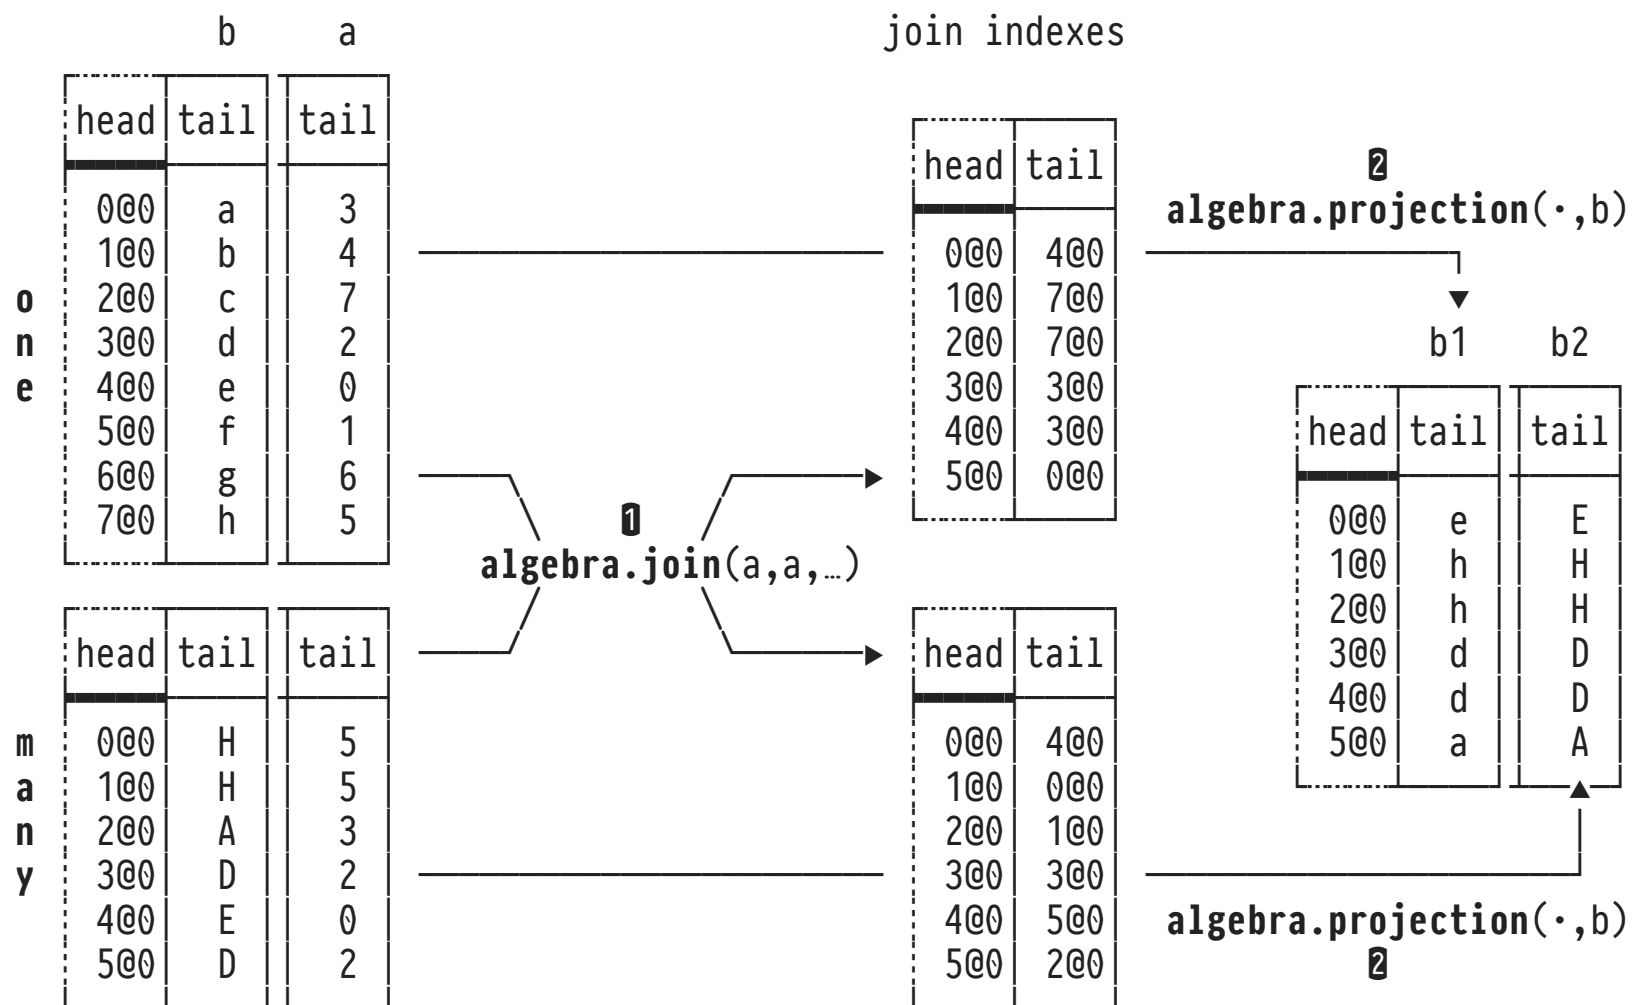 b a join indexes
head tail tail
head tail
2
0@0 a 3
algebra.projection(·,b)
1@0 b 4 0@0 4@0
o 2@0 c 7 1@0 7@0
n 3@0 d 2 2@0 7@0 b1 b2
e 4@0 e 0 3@0 3@0
5@0 f 1 4@0 3@0 head tail tail
6@0 g 6 5@0 0@0
7@0 h 5 1 0@0 e E
algebra.join(a,a,…) 1@0 h H
2@0 h H
head tail tail head tail 3@0 d D
4@0 d D
m 0@0 H 5 0@0 4@0 5@0 a A
a 1@0 H 5 1@0 0@0
n 2@0 A 3 2@0 1@0
y 3@0 D 2 3@0 3@0
4@0 E 0 4@0 5@0 algebra.projection(·,b)
5@0 D 2 5@0 2@0 2